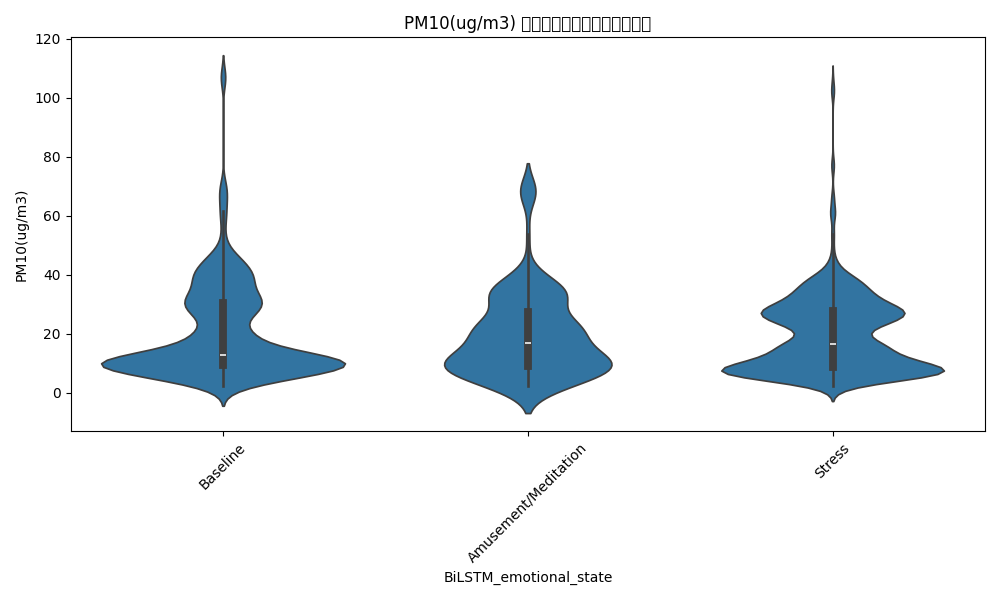 PM10(ug/m3)
120
100
80
60
40
20
0
PM10(ug/m3)
Baseline
Amusement/Meditation
Stress
BiLSTM_emotional_state